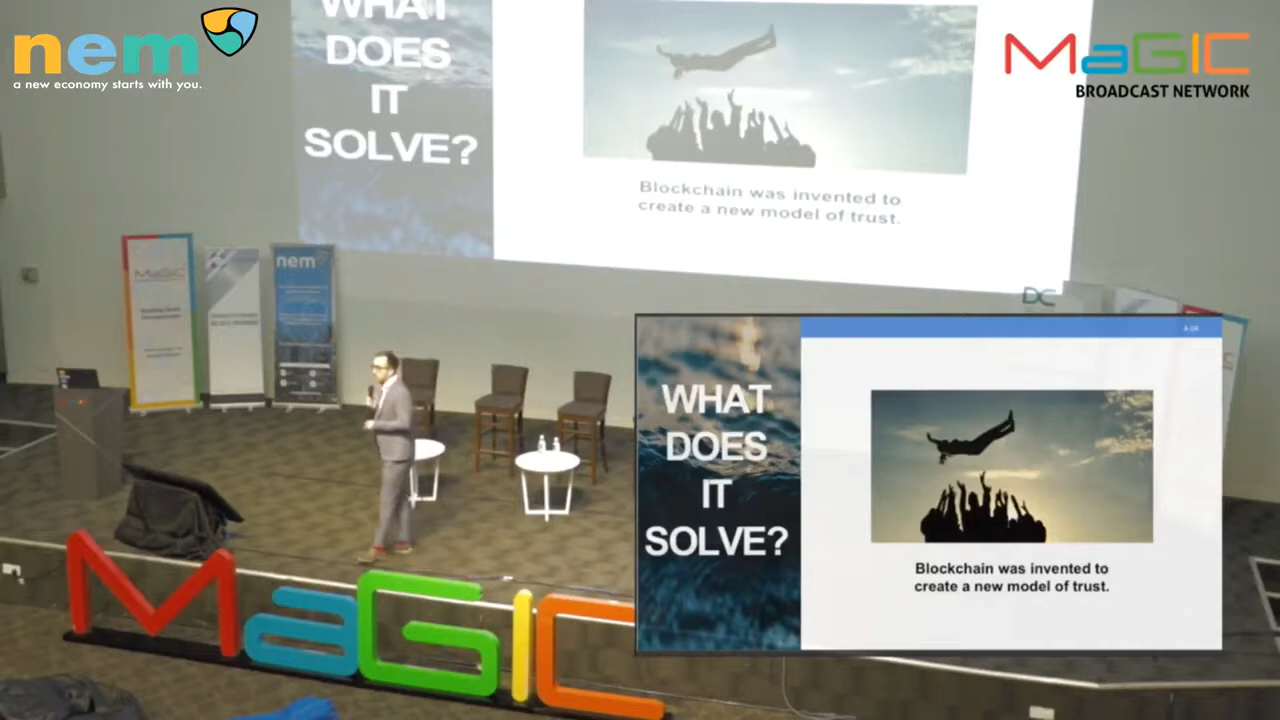 nem
a new economy starts with you.
MaGIC
BROADCAST NETWORK
WHAT
DOES
IT
SOLVE?
Blockchain was invented to
create a new model of trust.
MaGIC
nem
DC
WHAT
DOES
IT
SOLVE?
Blockchain was invented to
create a new model of trust.
MaGIC